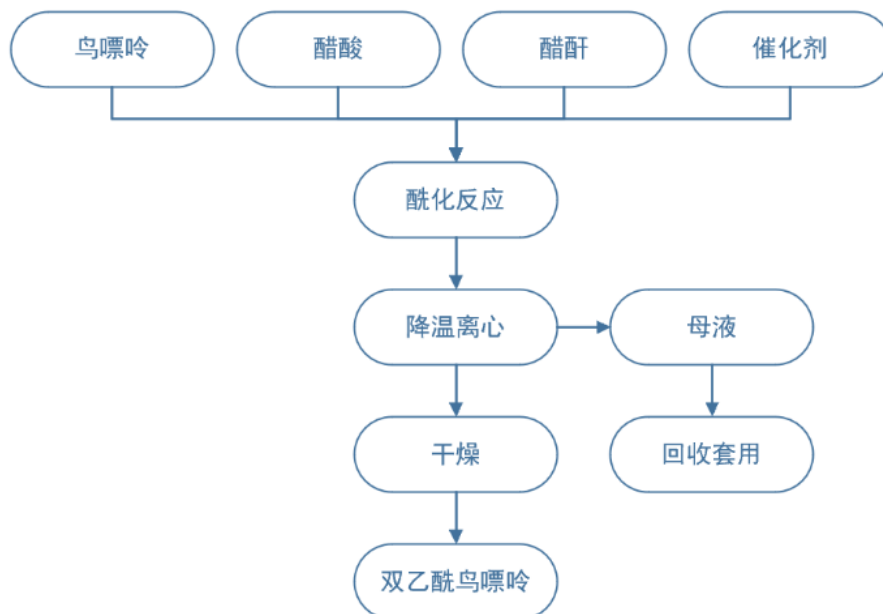 鸟嘌呤
醋酸
醋酐
催化剂
酰化反应
降温离心
母液
干燥
回收套用
双乙酰鸟嘌呤